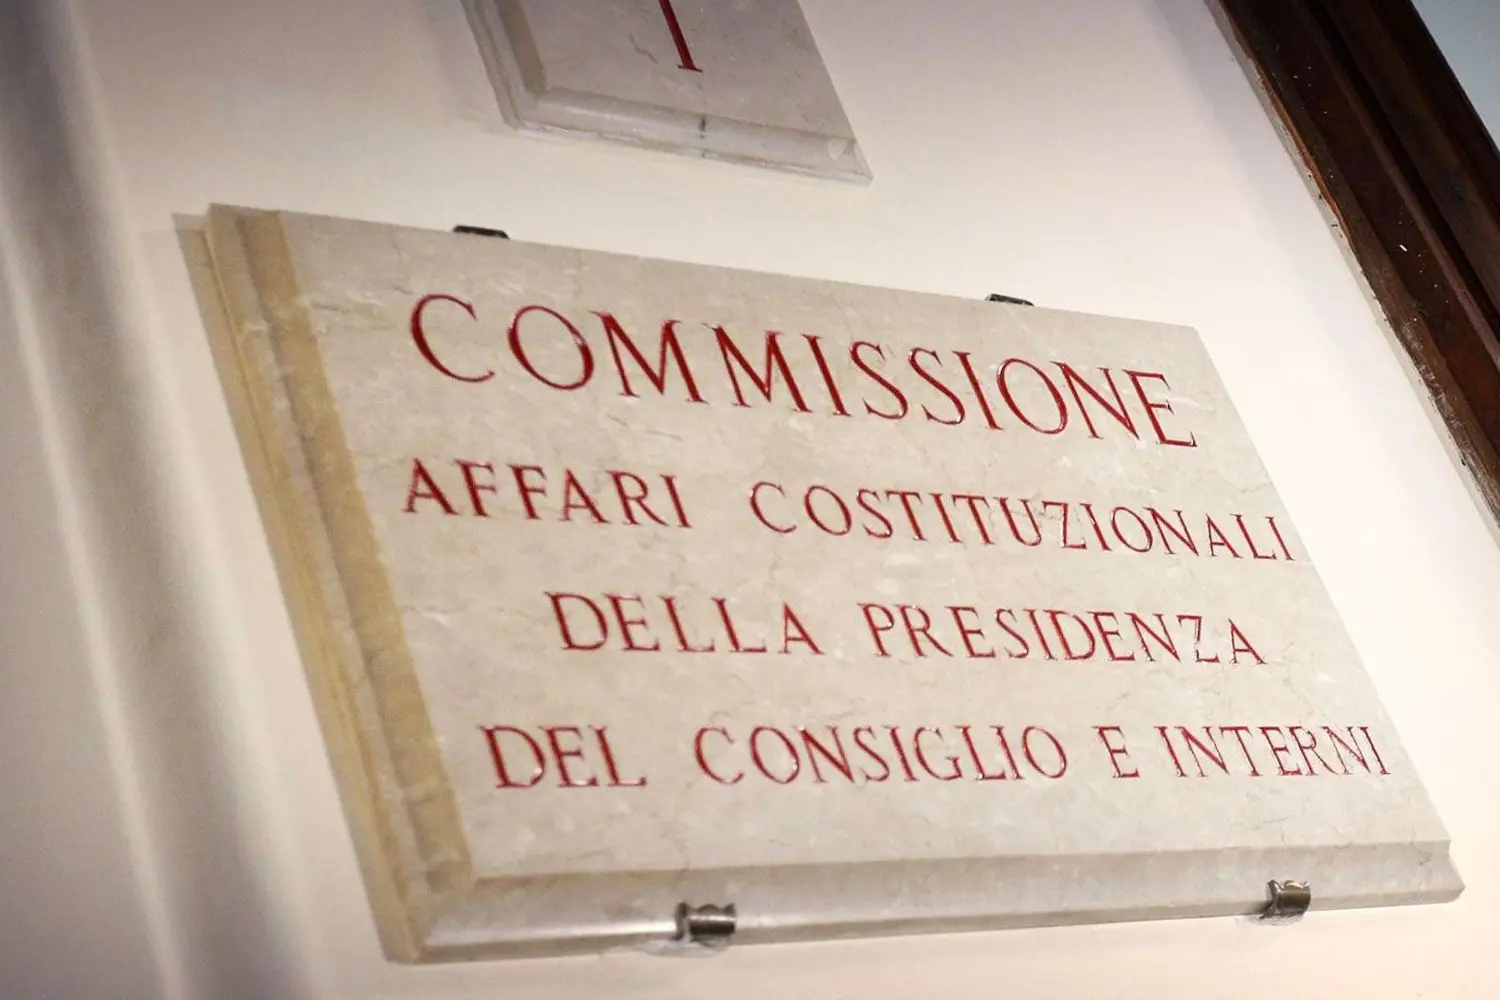 I
COMMISSIONE
AFFARI COSTITUZIONALI
DELLA PRESIDENZA
DEL CONSIGLIO E INTERNI